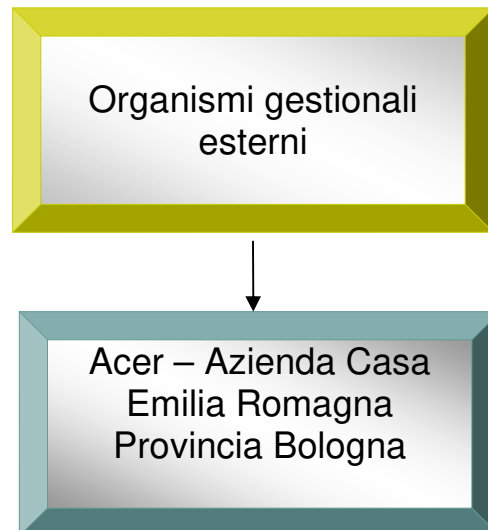 Organismi gestionali
esterni
Acer – Azienda Casa
Emilia Romagna
Provincia Bologna